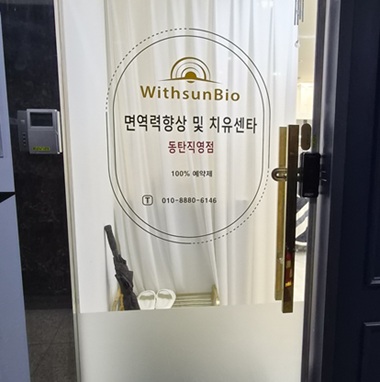 WithsunBio
면역력향상 및 치유센타
동탄직영점
100% 예약제
T 010-8880-6146